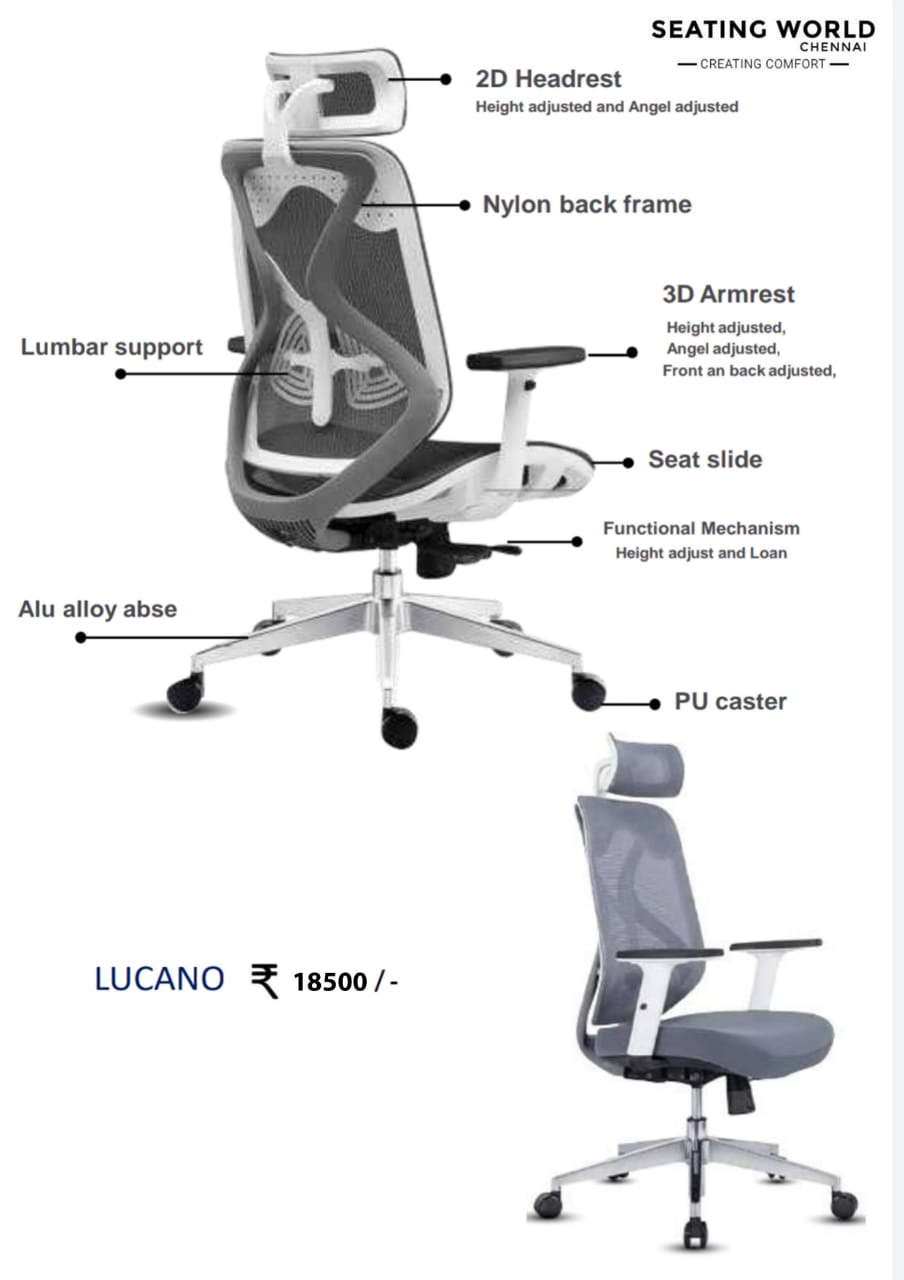 SEATING WORLD
CHENNAI
CREATING COMFORT
2D Headrest
Height adjusted and Angel adjusted
Nylon back frame
3D Armrest
Height adjusted,
Angel adjusted,
Front an back adjusted,
Lumbar support
Seat slide
Functional Mechanism
Height adjust and Loan
Alu alloy abse
PU caster
LUCANO ₹ 18500 / -